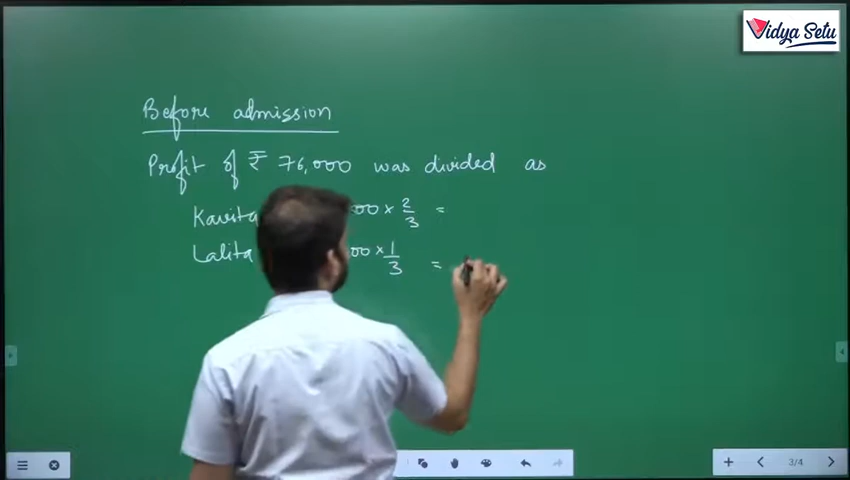 Vidya Setu
Before admission
Profit of ₹ 76,000 was divided as
Kavita 00 × 2/3 =
Lalita 00 × 1/3 =
3/4